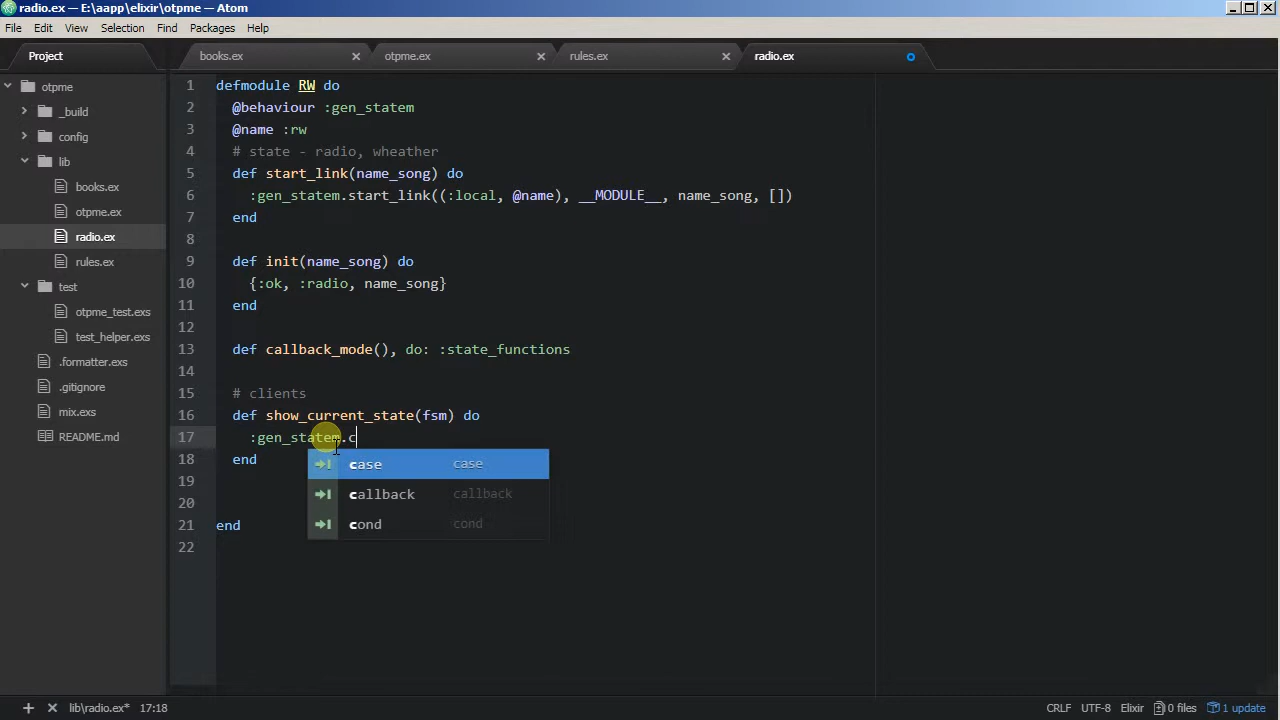 radio.ex — E:\aapp\elixir\otpme — Atom
File Edit View Selection Find Packages Help
Project
books.ex
otpme.ex
rules.ex
radio.ex
otpme
_build
config
lib
books.ex
otpme.ex
radio.ex
rules.ex
test
otpme_test.exs
test_helper.exs
.formatter.exs
.gitignore
mix.exs
README.md
1 defmodule RW do
2 @behaviour :gen_statem
3 @name :rw
4 # state - radio, wheather
5 def start_link(name_song) do
6 :gen_statem.start_link((:local, @name), __MODULE__, name_song, [])
7 end
8
9 def init(name_song) do
10 {:ok, :radio, name_song}
11 end
12
13 def callback_mode(), do: :state_functions
14
15 # clients
16 def show_current_state(fsm) do
17 :gen_statem.c
18 end
19
20
21 end
22
case case
callback callback
cond cond
lib\radio.ex* 17:18
CRLF UTF-8 Elixir 0 files 1 update